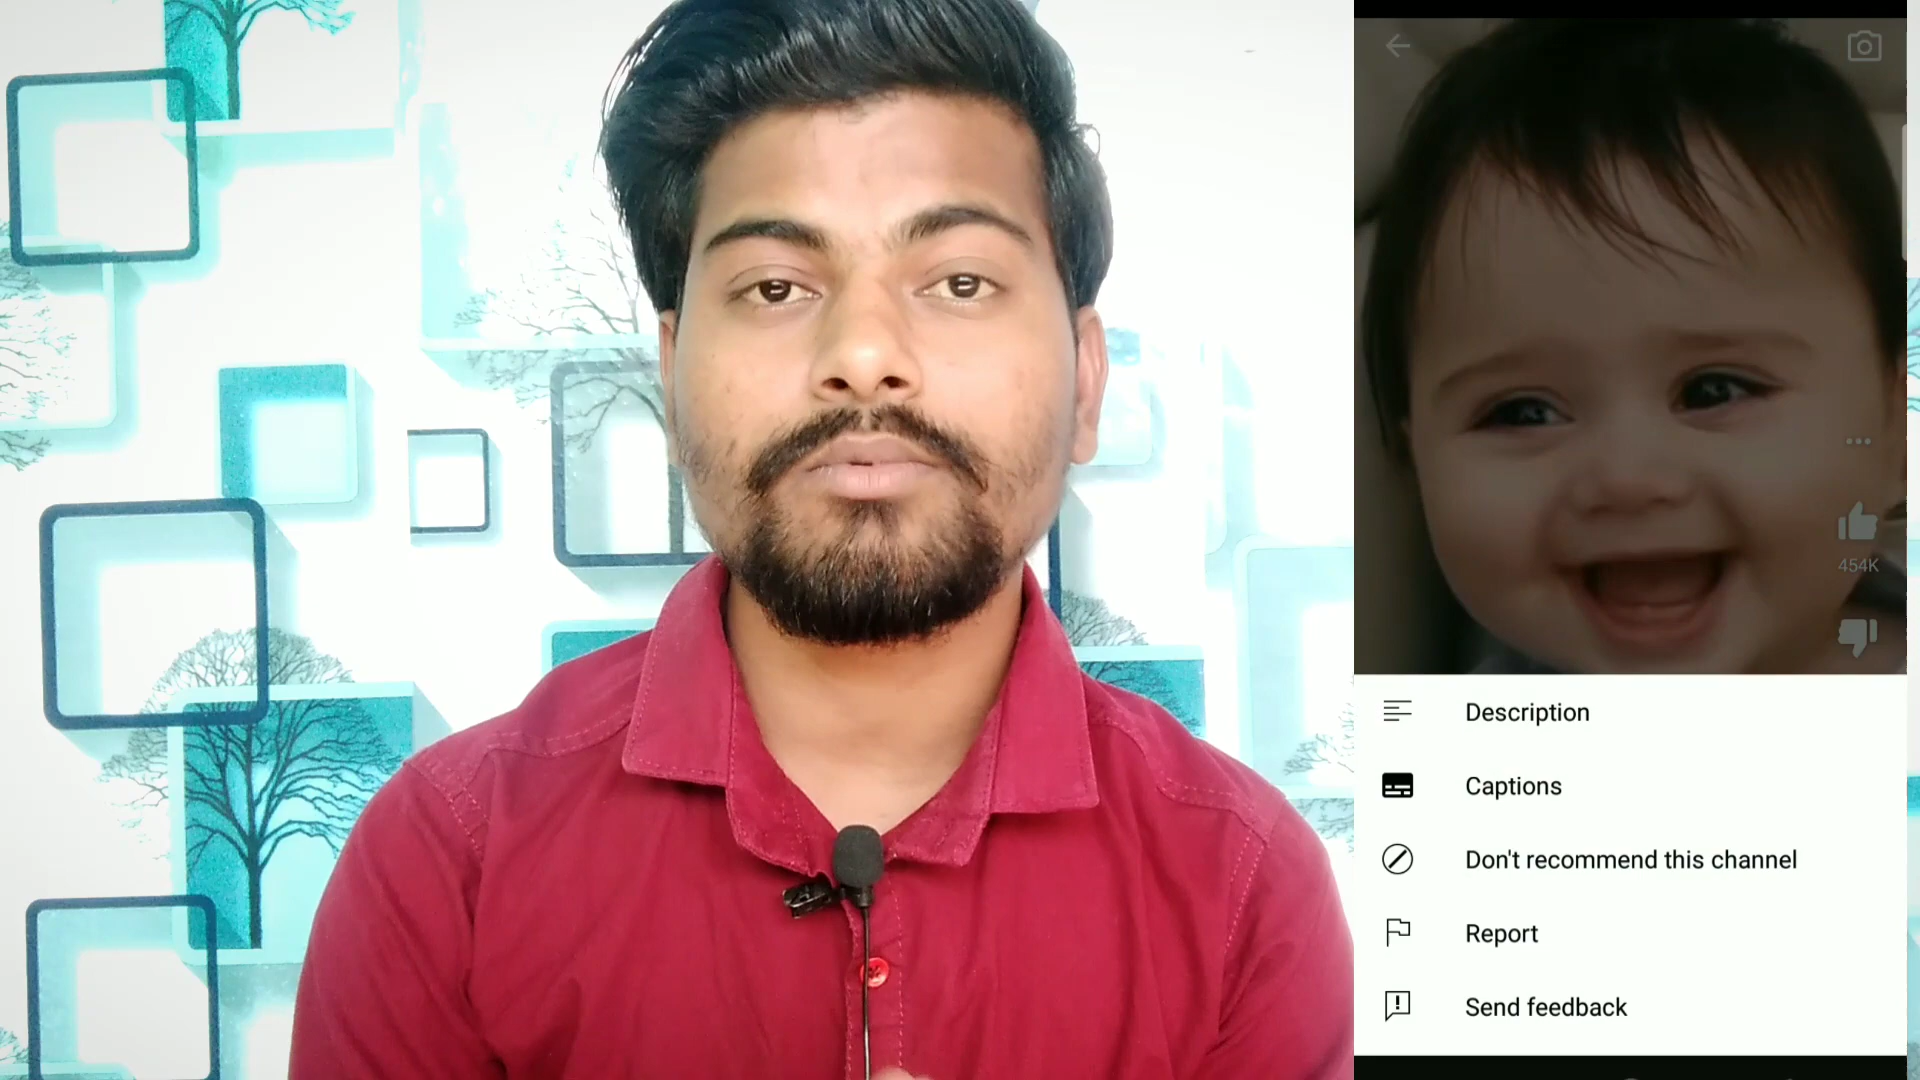 454K
Description
Captions
Don't recommend this channel
Report
Send feedback